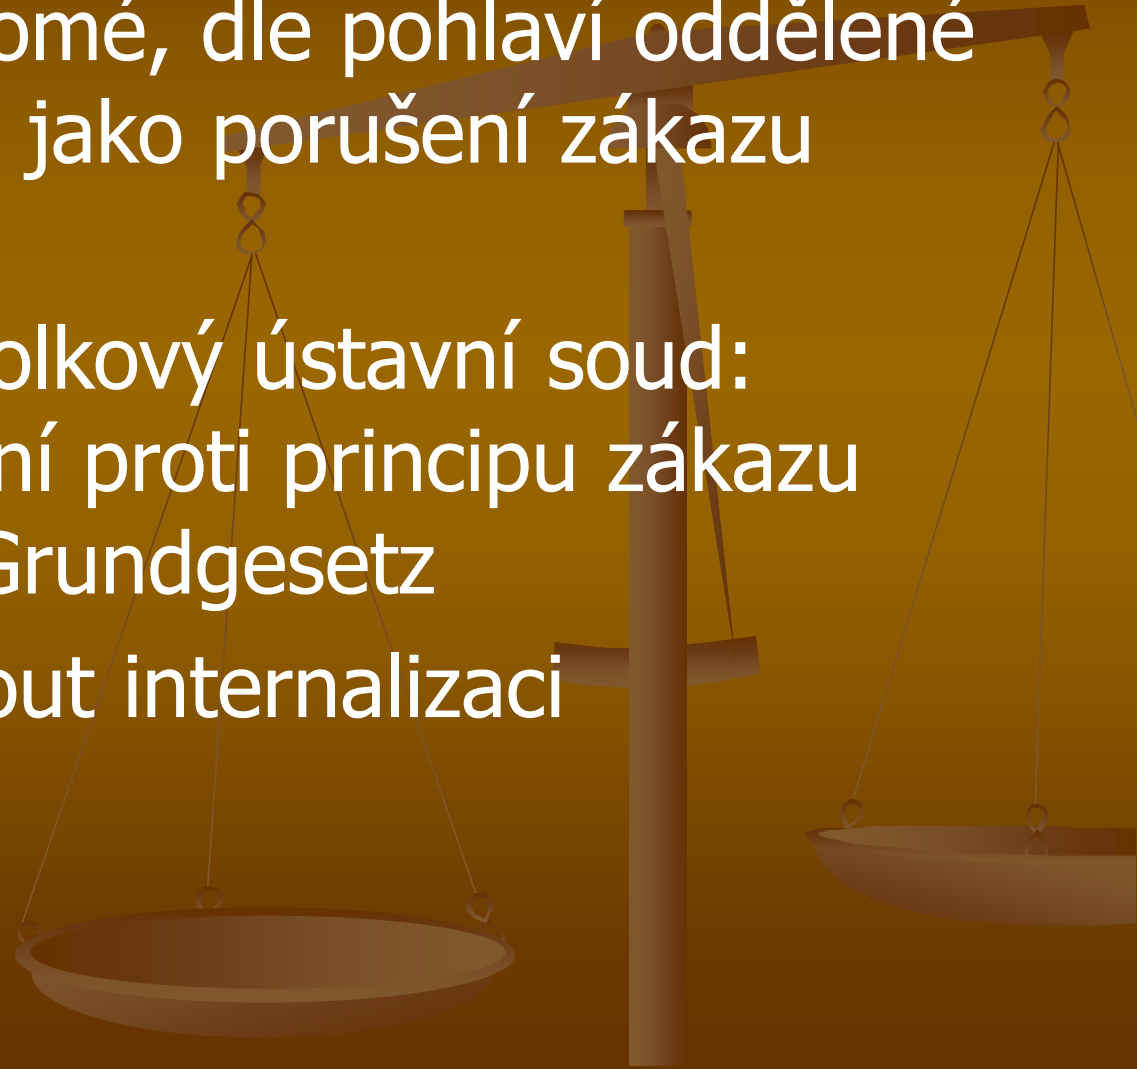 omé, dle pohlaví oddělené
jako porušení zákazu
olkový ústavní soud:
ní proti principu zákazu
Grundgesetz
out internalizaci